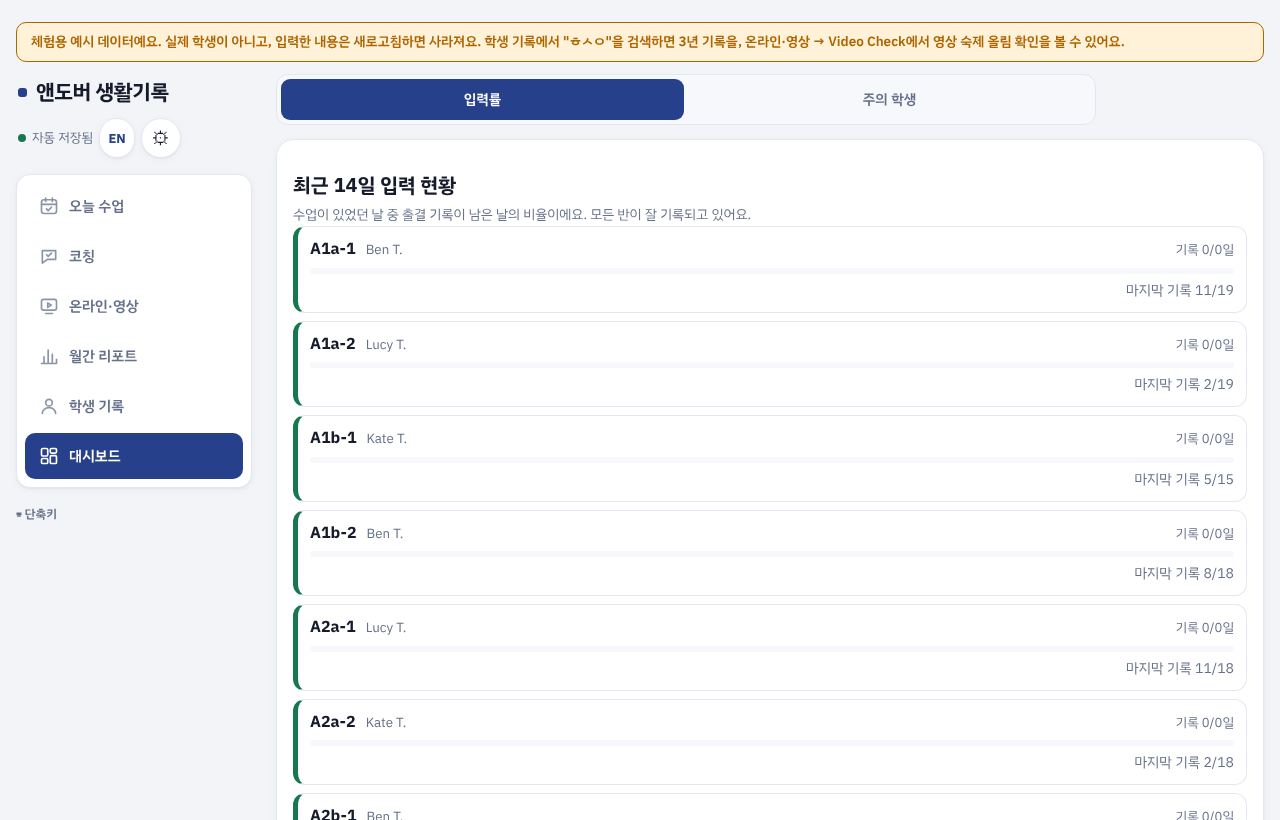 체험용 예시 데이터예요. 실제 학생이 아니고, 입력한 내용은 새로고침하면 사라져요. 학생 기록에서 "ㅎㅅㅇ"을 검색하면 3년 기록을, 온라인·영상 → Video Check에서 영상 숙제 올림 확인을 볼 수 있어요.
앤도버 생활기록
자동 저장됨
EN
오늘 수업
코칭
온라인·영상
월간 리포트
학생 기록
대시보드
단축키
입력률
주의 학생
최근 14일 입력 현황
수업이 있었던 날 중 출결 기록이 남은 날의 비율이에요. 모든 반이 잘 기록되고 있어요.
A1a-1 Ben T. 기록 0/0일
마지막 기록 11/19
A1a-2 Lucy T. 기록 0/0일
마지막 기록 2/19
A1b-1 Kate T. 기록 0/0일
마지막 기록 5/15
A1b-2 Ben T. 기록 0/0일
마지막 기록 8/18
A2a-1 Lucy T. 기록 0/0일
마지막 기록 11/18
A2a-2 Kate T. 기록 0/0일
마지막 기록 2/18
A2b-1 Ben T. 기록 0/0일